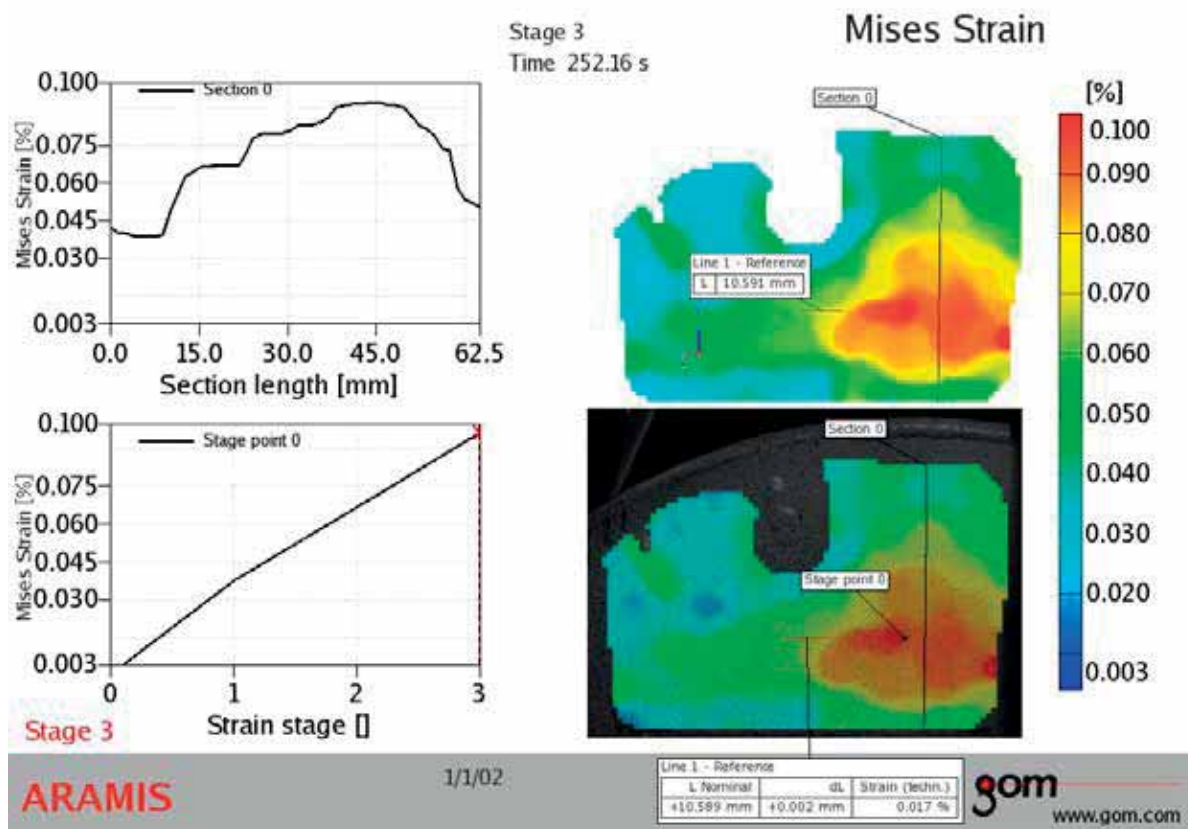 Stage 3
Time 252.16 s
Mises Strain
Section 0
Mises Strain [%]
0.100
0.075
0.060
0.045
0.030
0.003
0.0 15.0 30.0 45.0 62.5
Section length [mm]
Stage point 0
Mises Strain [%]
0.100
0.075
0.060
0.045
0.030
0.003
0 1 2 3
Strain stage []
Stage 3
Section 0
Line 1 - Reference
L 10.591 mm
Section 0
Stage point 0
[%]
0.100
0.090
0.080
0.070
0.060
0.050
0.040
0.030
0.020
0.003
ARAMIS
1/1/02
Line 1 - Reference
L Nominal dL Strain (techn.)
+10.589 mm +0.002 mm 0.017 %
gom
www.gom.com